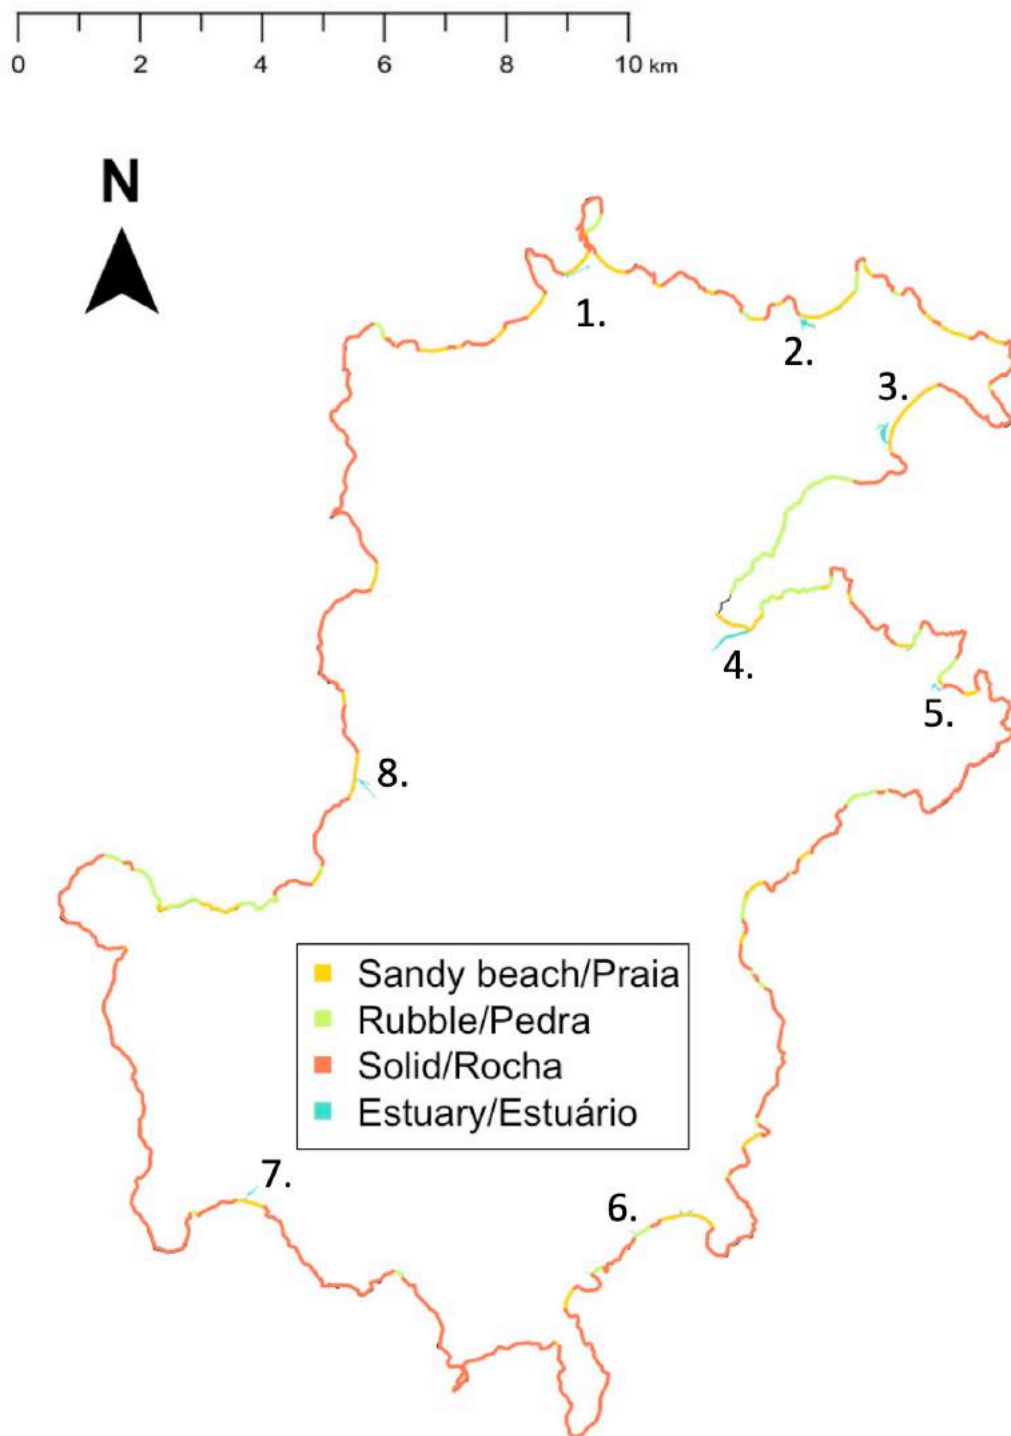 0 2 4 6 8 10 km
N
1.
2.
3.
4.
5.
8.
Sandy beach/Praia
Rubble/Pedra
Solid/Rocha
Estuary/Estuário
7.
6.